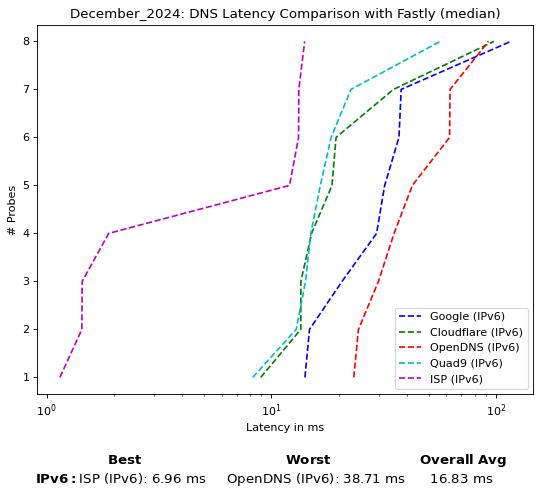 December_2024: DNS Latency Comparison with Fastly (median)
8
7
6
5
4
3
2
1
# Probes
Google (IPv6)
Cloudflare (IPv6)
OpenDNS (IPv6)
Quad9 (IPv6)
ISP (IPv6)
10⁰ 10¹ 10²
Latency in ms
Best Worst Overall Avg
IPv6: ISP (IPv6): 6.96 ms OpenDNS (IPv6): 38.71 ms 16.83 ms